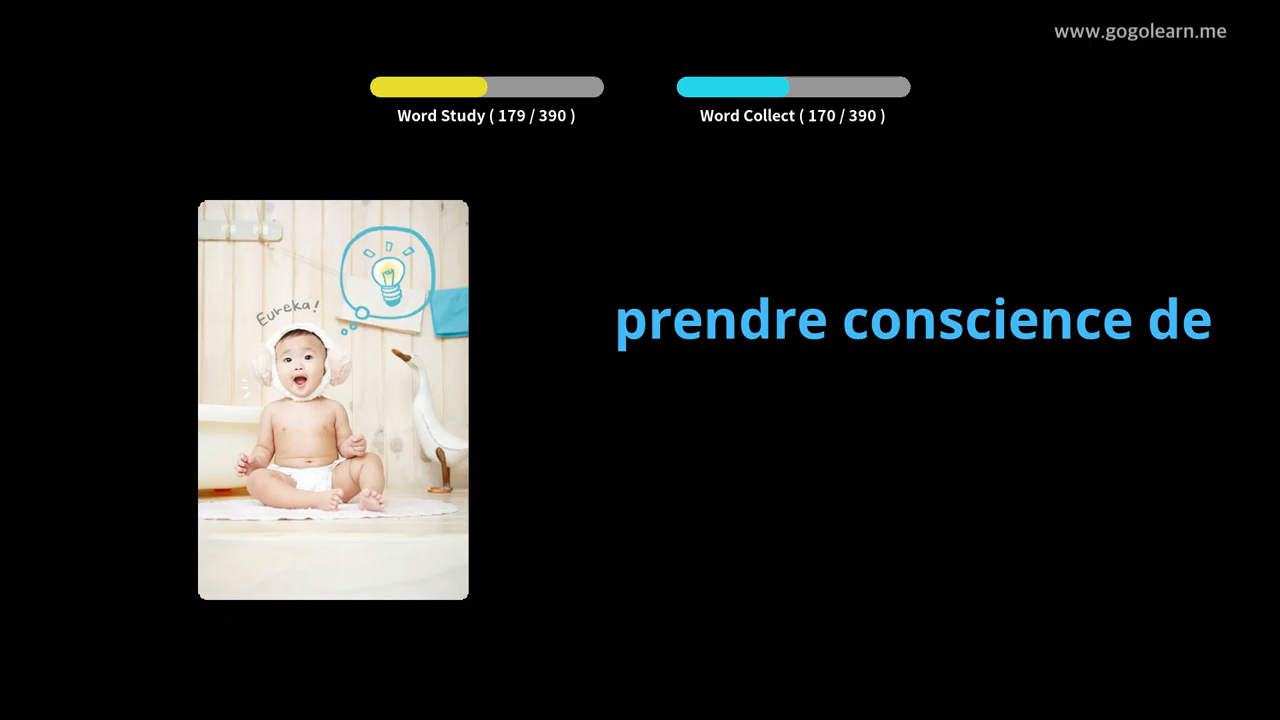 www.gogolearn.me
Word Study ( 179 / 390 )
Word Collect ( 170 / 390 )
Eureka!
prendre conscience de